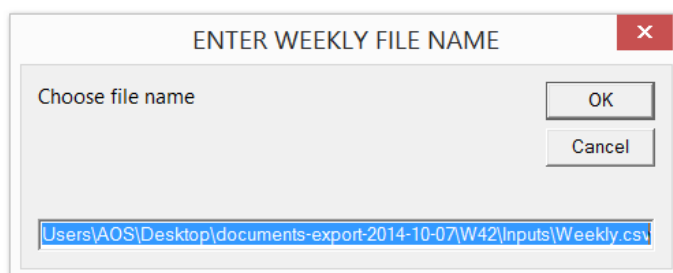 ENTER WEEKLY FILE NAME
Choose file name
OK
Cancel
Users\AOS\Desktop\documents-export-2014-10-07\W42\Inputs\Weekly.csv